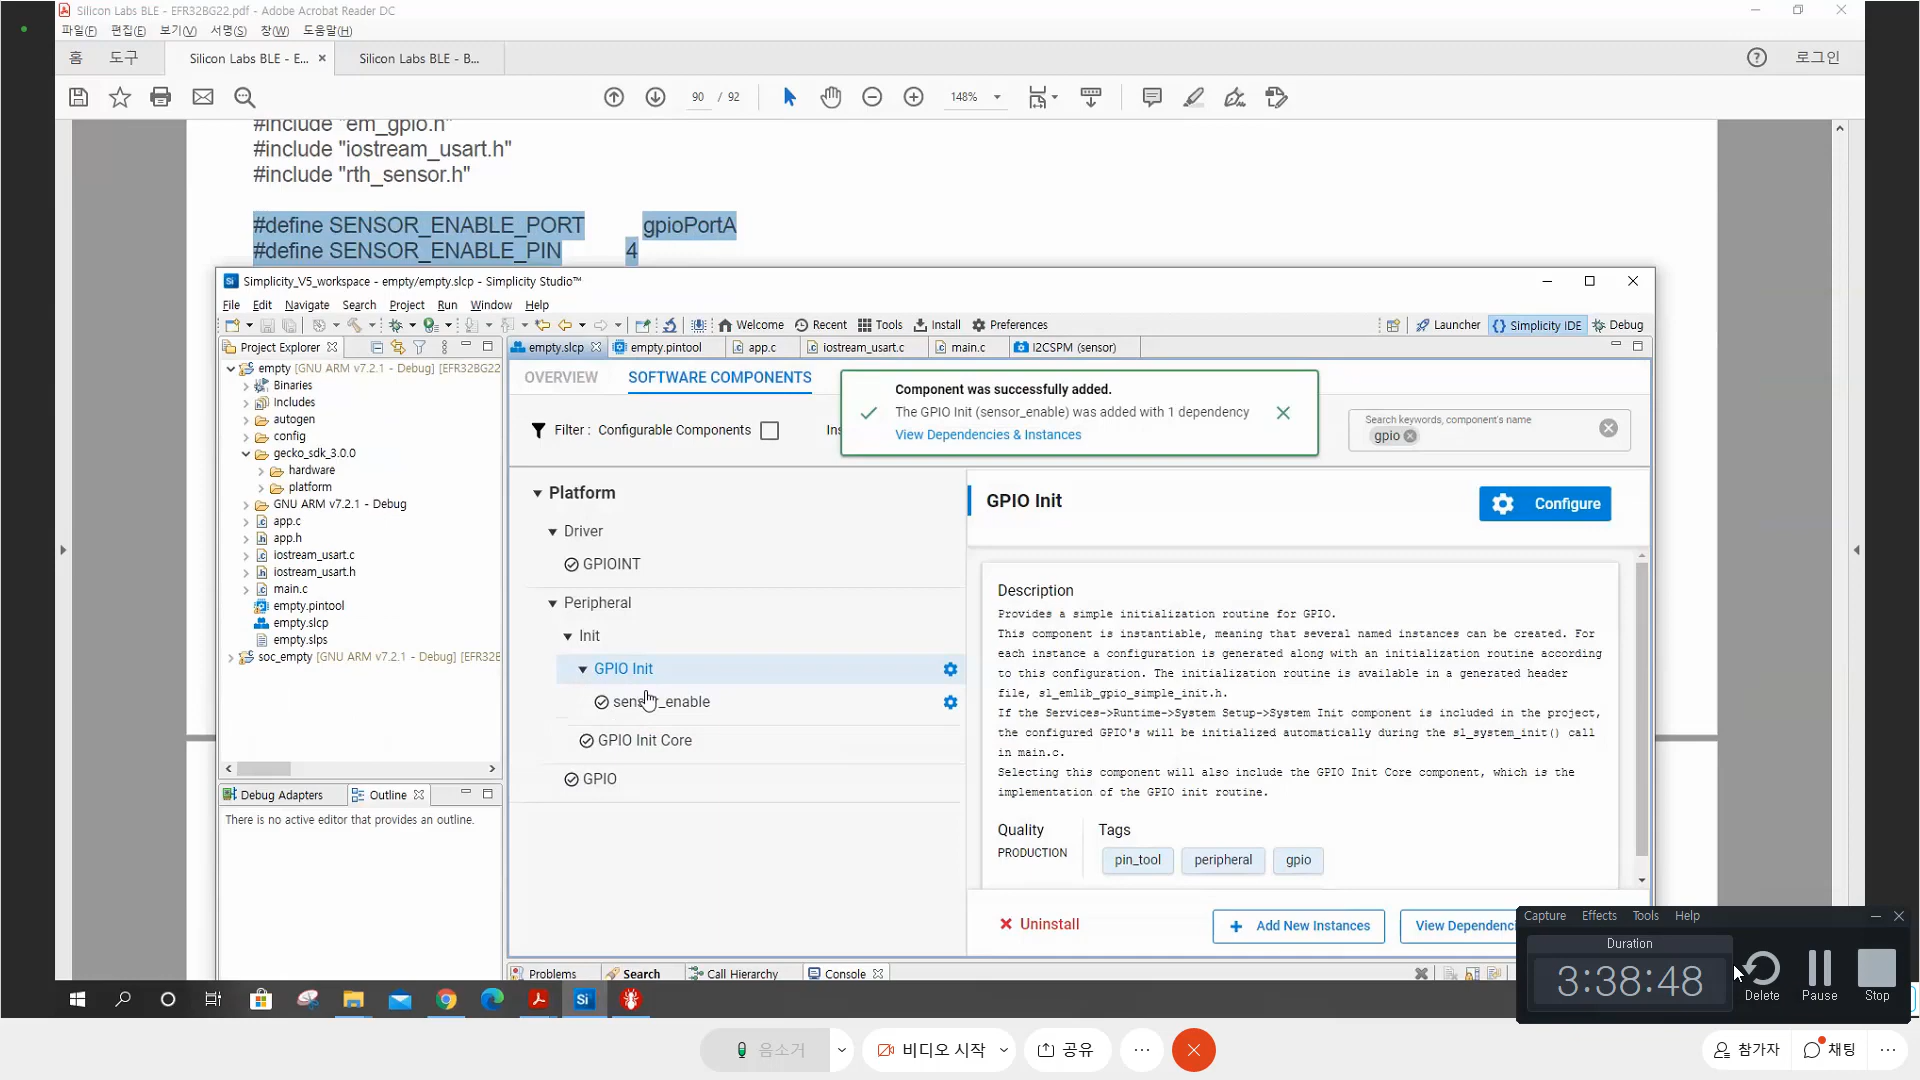 Silicon Labs BLE - EFR32BG22.pdf - Adobe Acrobat Reader DC
파일(F) 편집(E) 보기(V) 서명(S) 창(W) 도움말(H)
홈 도구 Silicon Labs BLE - E... × Silicon Labs BLE - B... 로그인
90 / 92 148%
#include "em_gpio.h"
#include "iostream_usart.h"
#include "rth_sensor.h"
#define SENSOR_ENABLE_PORT gpioPortA
#define SENSOR_ENABLE_PIN 4
Simplicity_V5_workspace - empty/empty.slcp - Simplicity Studio™
File Edit Navigate Search Project Run Window Help
Welcome Recent Tools Install Preferences Launcher Simplicity IDE Debug
Project Explorer empty.slcp empty.pintool app.c iostream_usart.c main.c I2CSPM (sensor)
empty [GNU ARM v7.2.1 - Debug] [EFR32BG22
Binaries
Includes
autogen
config
gecko_sdk_3.0.0
hardware
platform
GNU ARM v7.2.1 - Debug
app.c
app.h
iostream_usart.c
iostream_usart.h
main.c
empty.pintool
empty.slcp
empty.slps
soc_empty [GNU ARM v7.2.1 - Debug] [EFR32B
Debug Adapters Outline
There is no active editor that provides an outline.
OVERVIEW SOFTWARE COMPONENTS
Filter : Configurable Components Ins
Component was successfully added.
The GPIO Init (sensor_enable) was added with 1 dependency
View Dependencies & Instances
Search keywords, component's name
gpio
Platform
Driver
GPIOINT
Peripheral
Init
GPIO Init
sensor_enable
GPIO Init Core
GPIO
GPIO Init
Configure
Description
Provides a simple initialization routine for GPIO.
This component is instantiable, meaning that several named instances can be created. For
each instance a configuration is generated along with an initialization routine according
to this configuration. The initialization routine is available in a generated header
file, sl_emlib_gpio_simple_init.h.
If the Services->Runtime->System Setup->System Init component is included in the project,
the configured GPIO's will be initialized automatically during the sl_system_init() call
in main.c.
Selecting this component will also include the GPIO Init Core component, which is the
implementation of the GPIO init routine.
Quality Tags
PRODUCTION pin_tool peripheral gpio
Uninstall Add New Instances View Dependenci
Problems Search Call Hierarchy Console
Capture Effects Tools Help
Duration
3:38:48
Delete Pause Stop
음소거 비디오 시작 공유 참가자 채팅